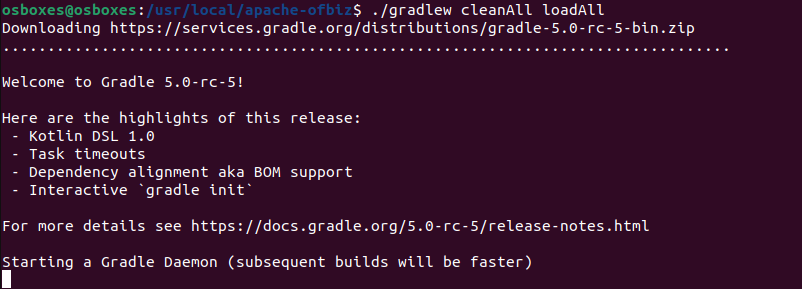 osboxes@osboxes:/usr/local/apache-ofbiz$ ./gradlew cleanAll loadAll
Downloading https://services.gradle.org/distributions/gradle-5.0-rc-5-bin.zip
.................................................................................
Welcome to Gradle 5.0-rc-5!
Here are the highlights of this release:
- Kotlin DSL 1.0
- Task timeouts
- Dependency alignment aka BOM support
- Interactive `gradle init`
For more details see https://docs.gradle.org/5.0-rc-5/release-notes.html
Starting a Gradle Daemon (subsequent builds will be faster)